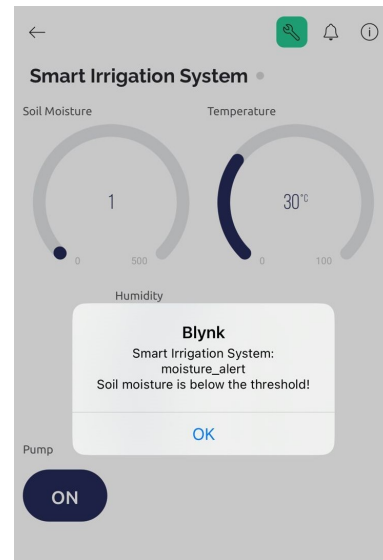 Smart Irrigation System
Soil Moisture
Temperature
1
30°C
0
500
0
100
Humidity
Blynk
Smart Irrigation System:
moisture_alert
Soil moisture is below the threshold!
OK
Pump
ON